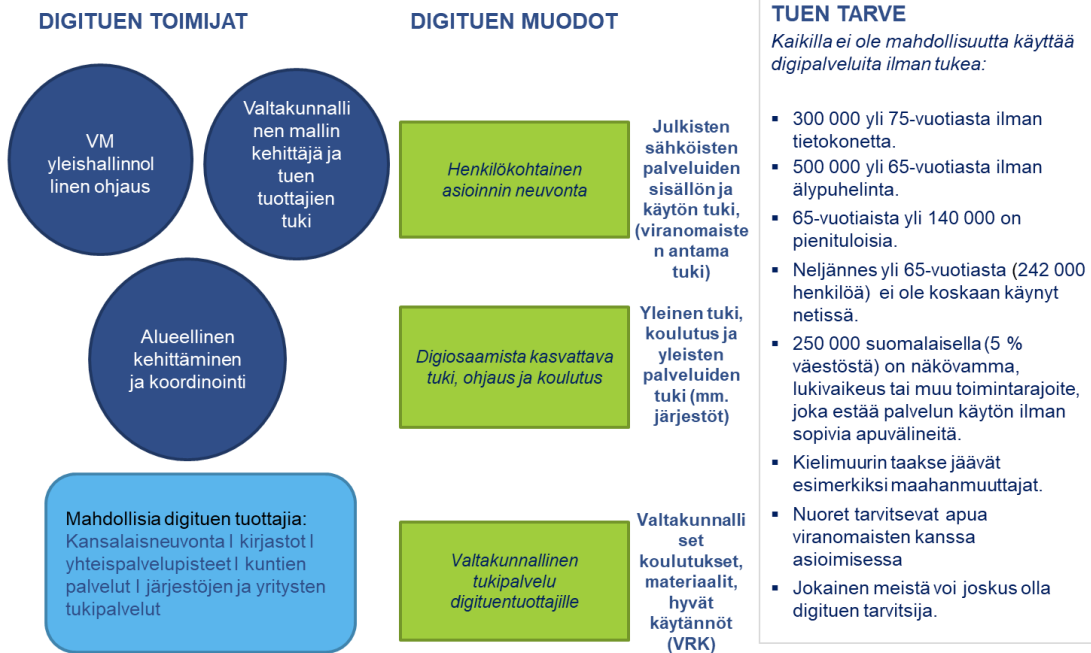 DIGITUEN TOIMIJAT
VM
yleishallinnol
linen ohjaus
Valtakunnalli
nen mallin
kehittäjä ja
tuen
tuottajien
tuki
Alueellinen
kehittäminen
ja koordinointi
Mahdollisia digituen tuottajia:
Kansalaisneuvonta l kirjastot l
yhteispalvelupisteet l kuntien
palvelut l järjestöjen ja yritysten
tukipalvelut
DIGITUEN MUODOT
Henkilökohtainen
asioinnin neuvonta
Julkisten
sähköisten
palveluiden
sisällön ja
käytön tuki,
(viranomaiste
n antama
tuki)
Digiosaamista kasvattava
tuki, ohjaus ja koulutus
Yleinen tuki,
koulutus ja
yleisten
palveluiden
tuki (mm.
järjestöt)
Valtakunnallinen
tukipalvelu
digituentuottajille
Valtakunnalli
set
koulutukset,
materiaalit,
hyvät
käytännöt
(VRK)
TUEN TARVE
Kaikilla ei ole mahdollisuutta käyttää
digipalveluita ilman tukea:
▪ 300 000 yli 75-vuotiasta ilman
tietokonetta.
▪ 500 000 yli 65-vuotiasta ilman
älypuhelinta.
▪ 65-vuotiaista yli 140 000 on
pienituloisia.
▪ Neljännes yli 65-vuotiasta (242 000
henkilöä) ei ole koskaan käynyt
netissä.
▪ 250 000 suomalaisella (5 %
väestöstä) on näkövamma,
lukivaikeus tai muu toimintarajoite,
joka estää palvelun käytön ilman
sopivia apuvälineitä.
▪ Kielimuurin taakse jäävät
esimerkiksi maahanmuuttajat.
▪ Nuoret tarvitsevat apua
viranomaisten kanssa
asioimisessa
▪ Jokainen meistä voi joskus olla
digituen tarvitsija.